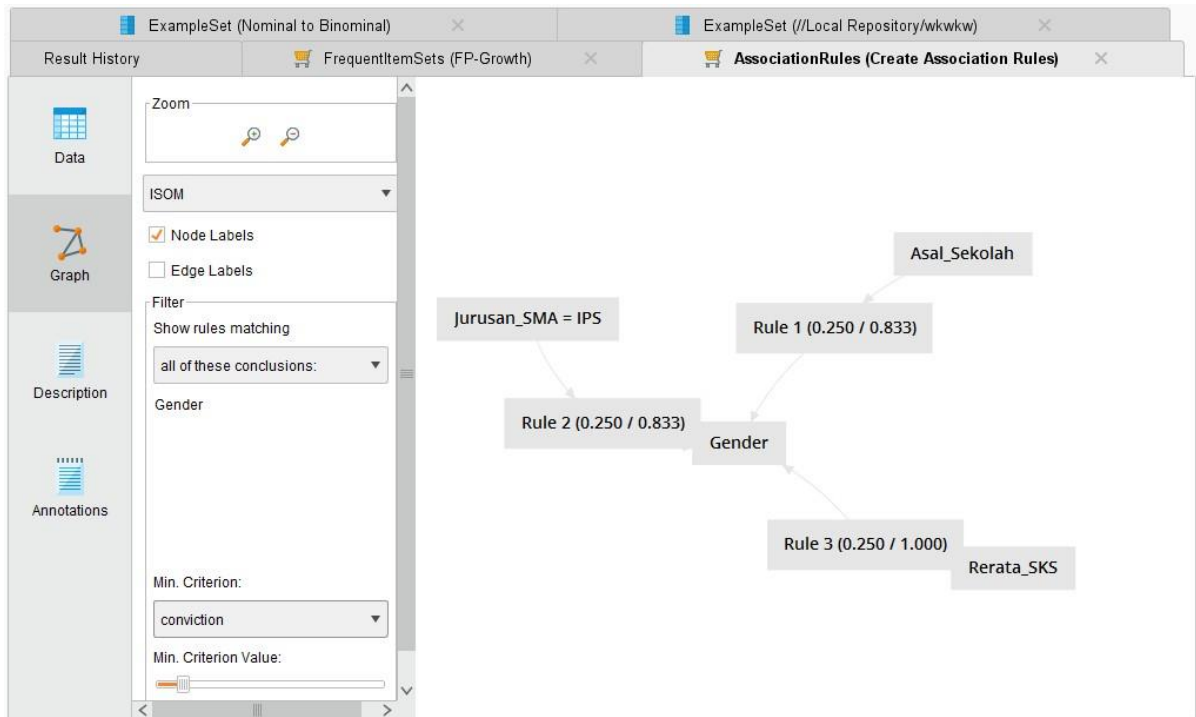 ExampleSet (Nominal to Binominal)
ExampleSet (//Local Repository/wkwkw)
Result History
FrequentItemSets (FP-Growth)
AssociationRules (Create Association Rules)
Data
Graph
Description
Annotations
Zoom
ISOM
Node Labels
Edge Labels
Filter
Show rules matching
all of these conclusions:
Gender
Min. Criterion:
conviction
Min. Criterion Value:
Asal_Sekolah
Jurusan_SMA = IPS
Rule 1 (0.250 / 0.833)
Rule 2 (0.250 / 0.833)
Gender
Rule 3 (0.250 / 1.000)
Rerata_SKS